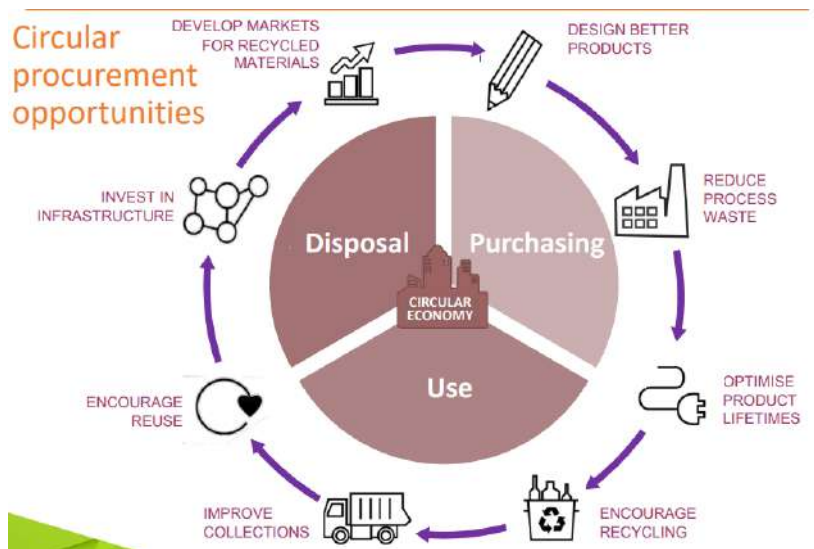 Circular
procurement
opportunities
DEVELOP MARKETS
FOR RECYCLED
MATERIALS
DESIGN BETTER
PRODUCTS
REDUCE
PROCESS
WASTE
OPTIMISE
PRODUCT
LIFETIMES
ENCOURAGE
RECYCLING
IMPROVE
COLLECTIONS
ENCOURAGE
REUSE
INVEST IN
INFRASTRUCTURE
Disposal
Purchasing
Use
CIRCULAR
ECONOMY